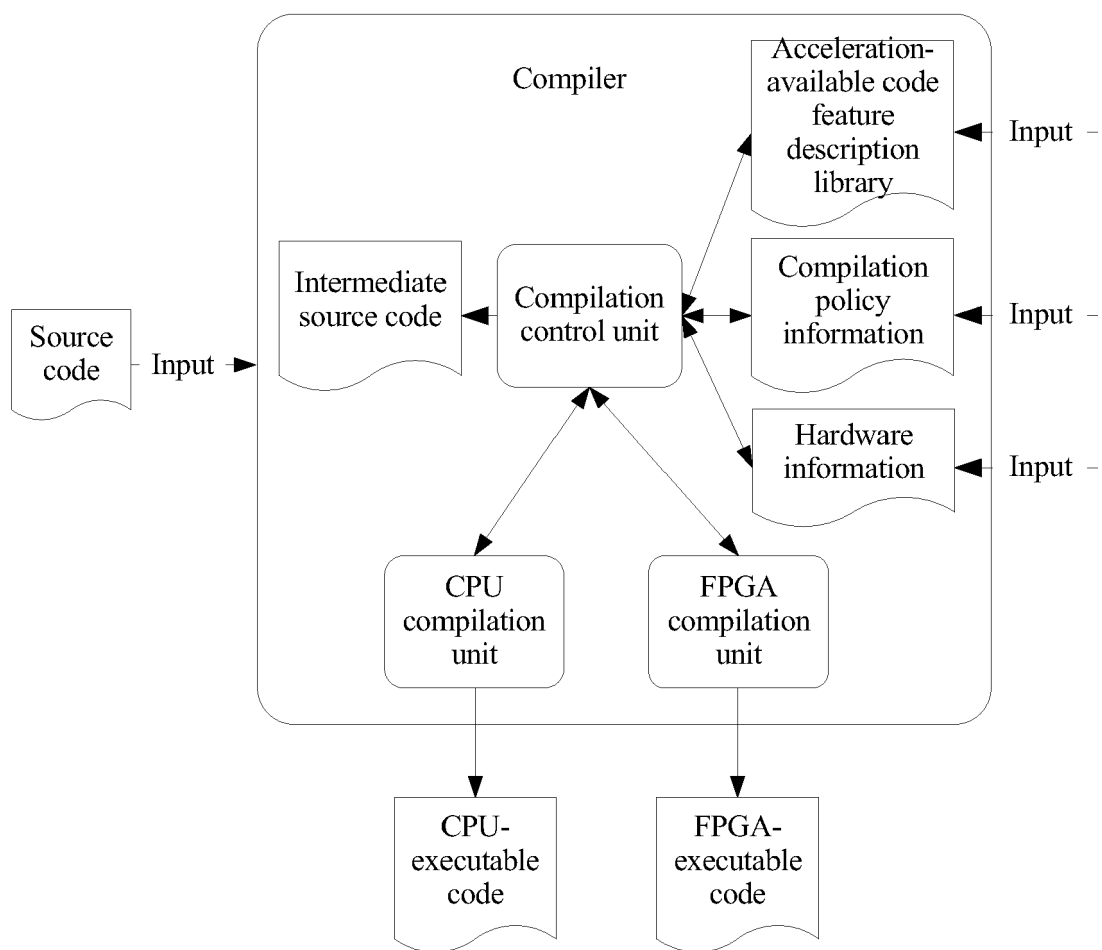 Compiler
Acceleration-
available code
feature
description
library
Input
Intermediate
source code
Compilation
control unit
Compilation
policy
information
Input
Source
code
Input
Hardware
information
Input
CPU
compilation
unit
FPGA
compilation
unit
CPU-
executable
code
FPGA-
executable
code